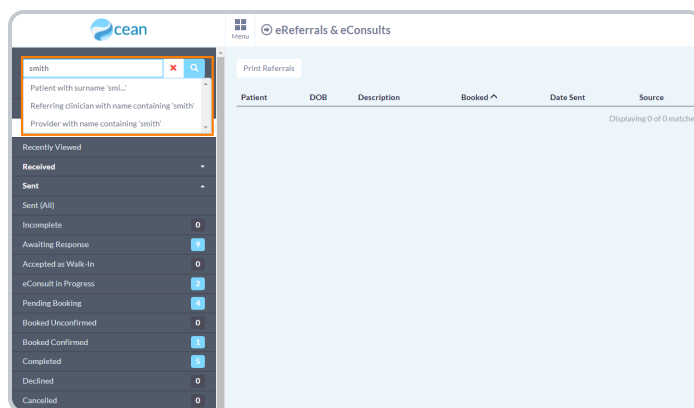 cean
Menu
eReferrals & eConsults
smith
Patient with surname 'smi...'
Referring clinician with name containing 'smith'
Provider with name containing 'smith'
Recently Viewed
Received
Sent
Sent (All)
Incomplete 0
Awaiting Response 9
Accepted as Walk-In 0
eConsult in Progress 2
Pending Booking 4
Booked Unconfirmed 0
Booked Confirmed 1
Completed 5
Declined 0
Cancelled 0
Print Referrals
Patient DOB Description Booked Date Sent Source
Displaying 0 of 0 matche